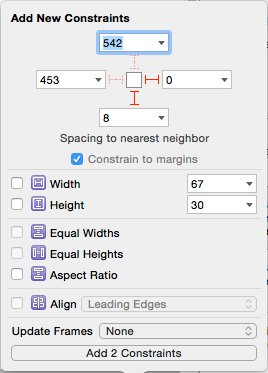 Add New Constraints
542
453
0
8
Spacing to nearest neighbor
Constrain to margins
Width 67
Height 30
Equal Widths
Equal Heights
Aspect Ratio
Align Leading Edges
Update Frames None
Add 2 Constraints